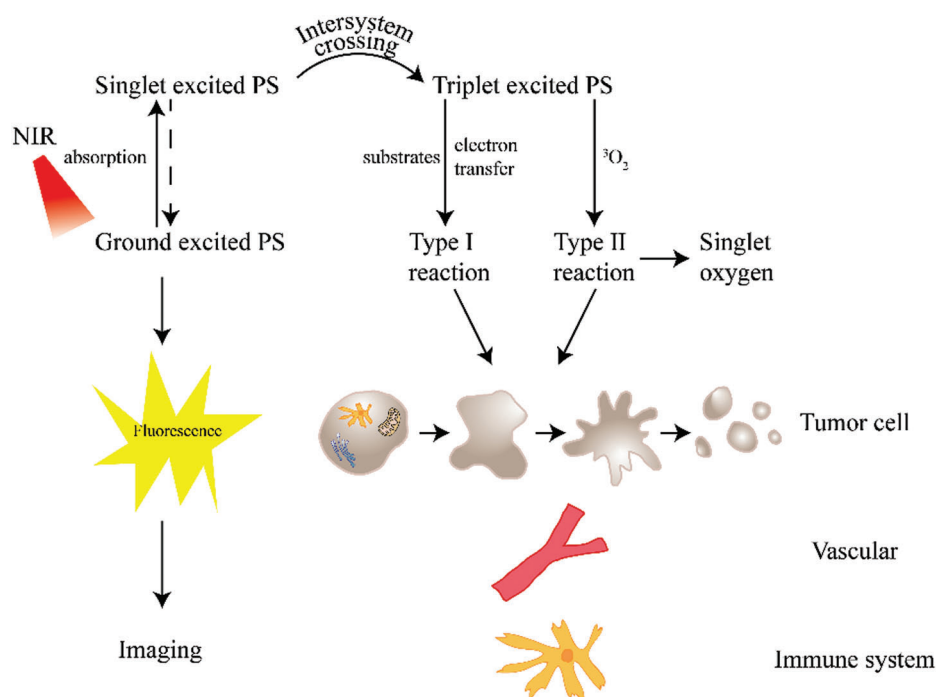 Intersystem
crossing
Singlet excited PS
Triplet excited PS
NIR
absorption
substrates
electron
transfer
³O₂
Ground excited PS
Type I
reaction
Type II
reaction
Singlet
oxygen
Fluorescence
Tumor cell
Vascular
Imaging
Immune system